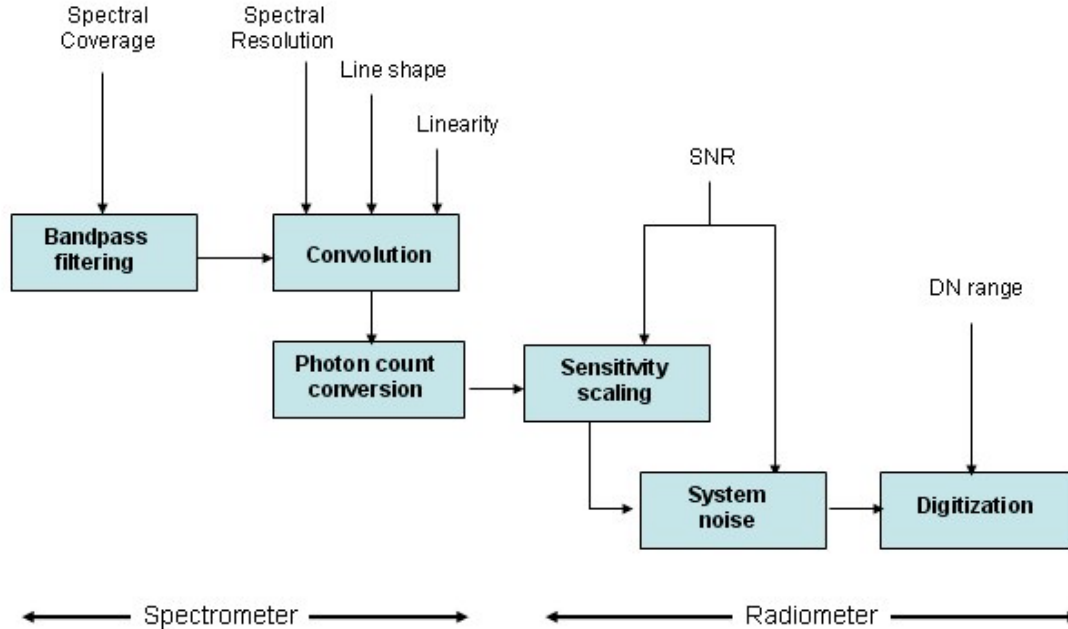 Spectral
Coverage
Spectral
Resolution
Line shape
Linearity
SNR
Bandpass
filtering
Convolution
DN range
Photon count
conversion
Sensitivity
scaling
System
noise
Digitization
Spectrometer
Radiometer